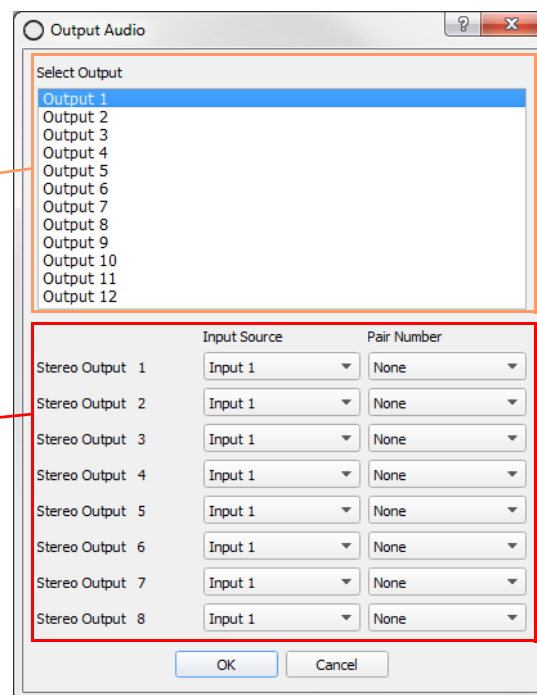 Output Audio
Select Output
Output 1
Output 2
Output 3
Output 4
Output 5
Output 6
Output 7
Output 8
Output 9
Output 10
Output 11
Output 12
Input Source Pair Number
Stereo Output 1 Input 1 None
Stereo Output 2 Input 1 None
Stereo Output 3 Input 1 None
Stereo Output 4 Input 1 None
Stereo Output 5 Input 1 None
Stereo Output 6 Input 1 None
Stereo Output 7 Input 1 None
Stereo Output 8 Input 1 None
OK Cancel